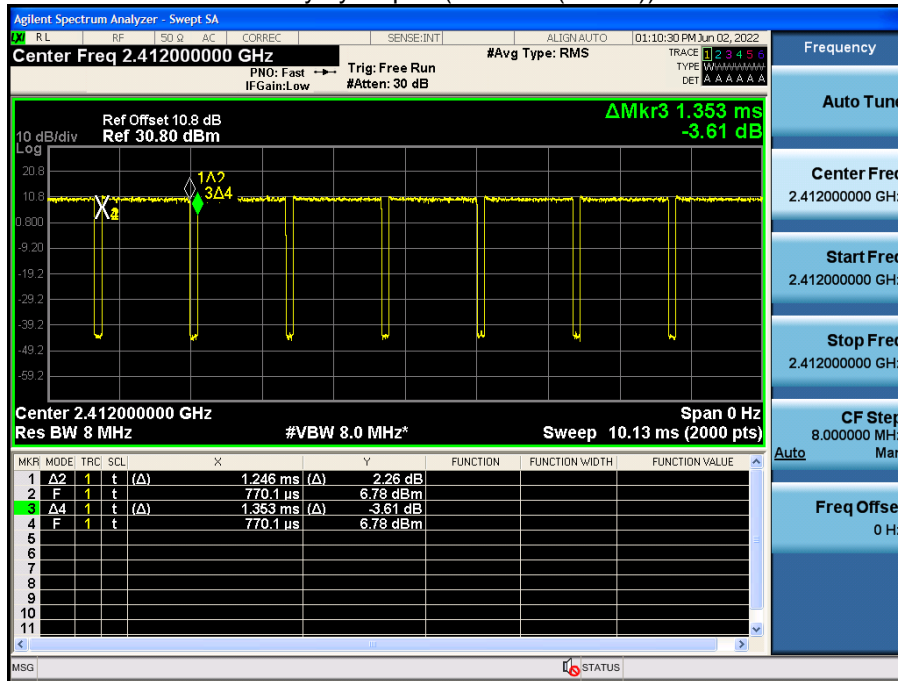 Agilent Spectrum Analyzer - Swept SA
LXI RL RF 50 Ω AC CORREC SENSE:INT ALIGN AUTO 01:10:30 PM Jun 02, 2022
Center Freq 2.412000000 GHz #Avg Type: RMS TRACE 1 2 3 4 5 6
PNO: Fast Trig: Free Run TYPE WWWWWW
IFGain:Low #Atten: 30 dB DET A A A A A A
ΔMkr3 1.353 ms
-3.61 dB
Ref Offset 10.8 dB
10 dB/div Ref 30.80 dBm
Log
20.8
10.8
0.800
-9.20
-19.2
-29.2
-39.2
-49.2
-59.2
1Δ2
3Δ4
Center 2.412000000 GHz Span 0 Hz
Res BW 8 MHz #VBW 8.0 MHz* Sweep 10.13 ms (2000 pts)
MKR MODE TRC SCL X Y FUNCTION FUNCTION WIDTH FUNCTION VALUE
1 Δ2 1 t (Δ) 1.246 ms (Δ) 2.26 dB
2 F 1 t 770.1 µs 6.78 dBm
3 Δ4 1 t (Δ) 1.353 ms (Δ) -3.61 dB
4 F 1 t 770.1 µs 6.78 dBm
5
6
7
8
9
10
11
MSG STATUS
Frequency
Auto Tune
Center Freq
2.412000000 GHz
Start Freq
2.412000000 GHz
Stop Freq
2.412000000 GHz
CF Step
8.000000 MHz
Auto Man
Freq Offset
0 Hz